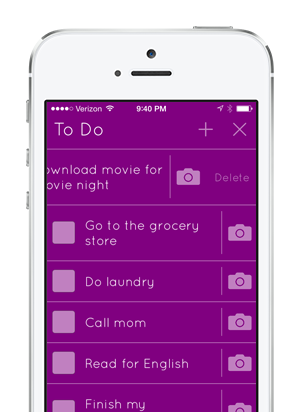 Verizon 9:40 PM
To Do + ×
ownload movie for
ovie night
Delete
Go to the grocery
store
Do laundry
Call mom
Read for English
Finish my